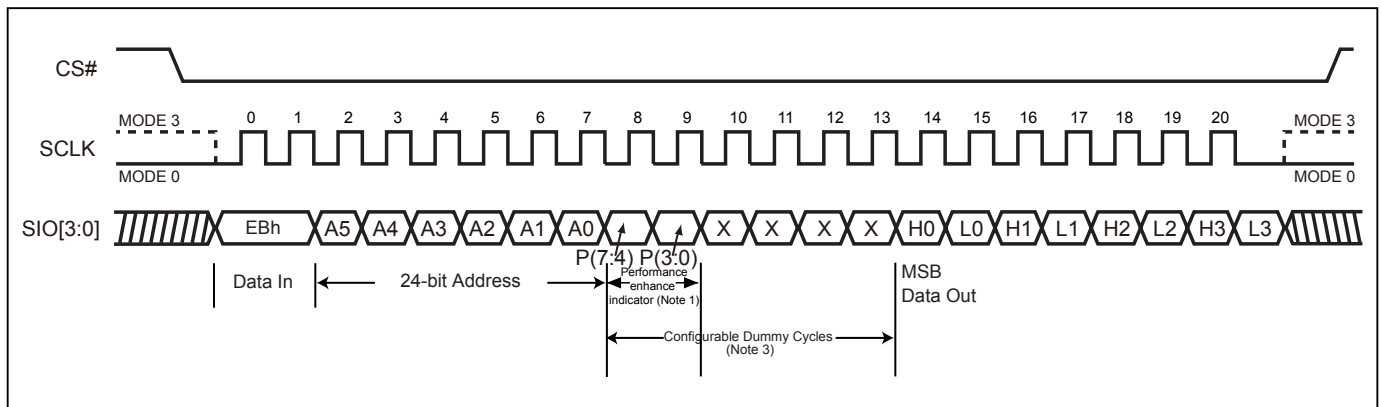 CS#
MODE 3
0 1 2 3 4 5 6 7 8 9 10 11 12 13 14 15 16 17 18 19 20
MODE 3
SCLK
MODE 0
MODE 0
SIO[3:0]
EBh A5 A4 A3 A2 A1 A0 X X X X H0 L0 H1 L1 H2 L2 H3 L3
P(7:4) P(3:0)
Data In
24-bit Address
Performance
enhance
indicator (Note 1)
MSB
Data Out
Configurable Dummy Cycles
(Note 3)